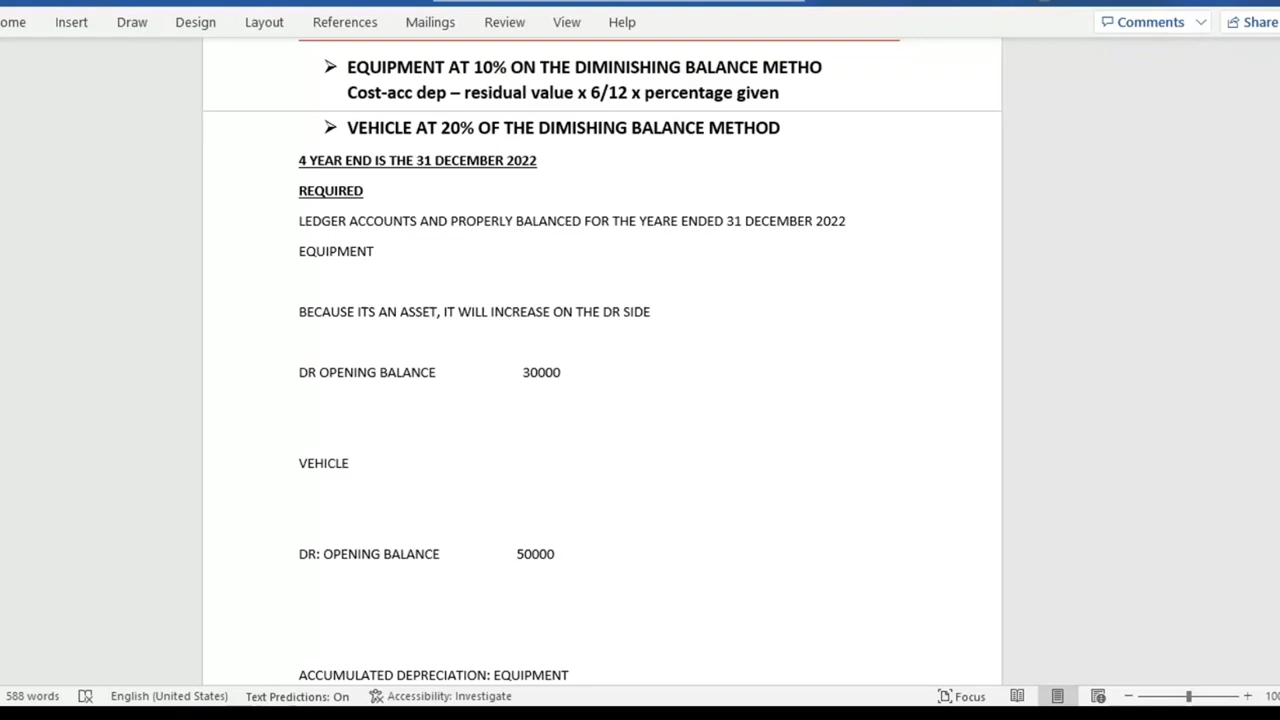 ome Insert Draw Design Layout References Mailings Review View Help Comments Share
➢ EQUIPMENT AT 10% ON THE DIMINISHING BALANCE METHO
Cost-acc dep – residual value x 6/12 x percentage given
➢ VEHICLE AT 20% OF THE DIMISHING BALANCE METHOD
4 YEAR END IS THE 31 DECEMBER 2022
REQUIRED
LEDGER ACCOUNTS AND PROPERLY BALANCED FOR THE YEARE ENDED 31 DECEMBER 2022
EQUIPMENT
BECAUSE ITS AN ASSET, IT WILL INCREASE ON THE DR SIDE
DR OPENING BALANCE 30000
VEHICLE
DR: OPENING BALANCE 50000
ACCUMULATED DEPRECIATION: EQUIPMENT
588 words English (United States) Text Predictions: On Accessibility: Investigate Focus 100